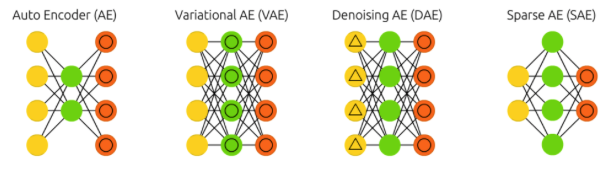 Auto Encoder (AE)
Variational AE (VAE)
Denoising AE (DAE)
Sparse AE (SAE)